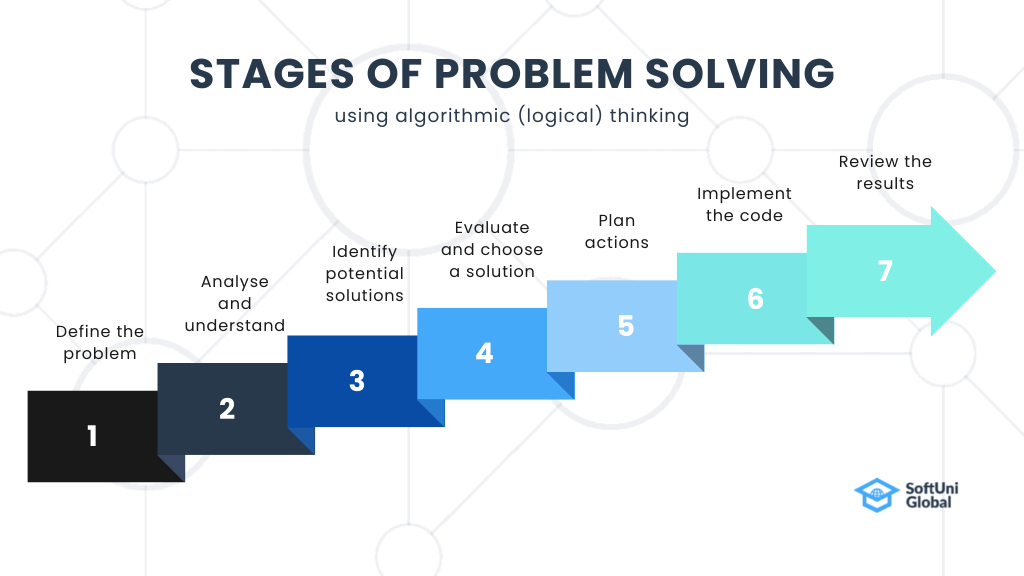 STAGES OF PROBLEM SOLVING
using algorithmic (logical) thinking
Define the
problem
1
Analyse
and
understand
2
Identify
potential
solutions
3
Evaluate
and choose
a solution
4
Plan
actions
5
Implement
the code
6
Review the
results
7
SoftUni
Global